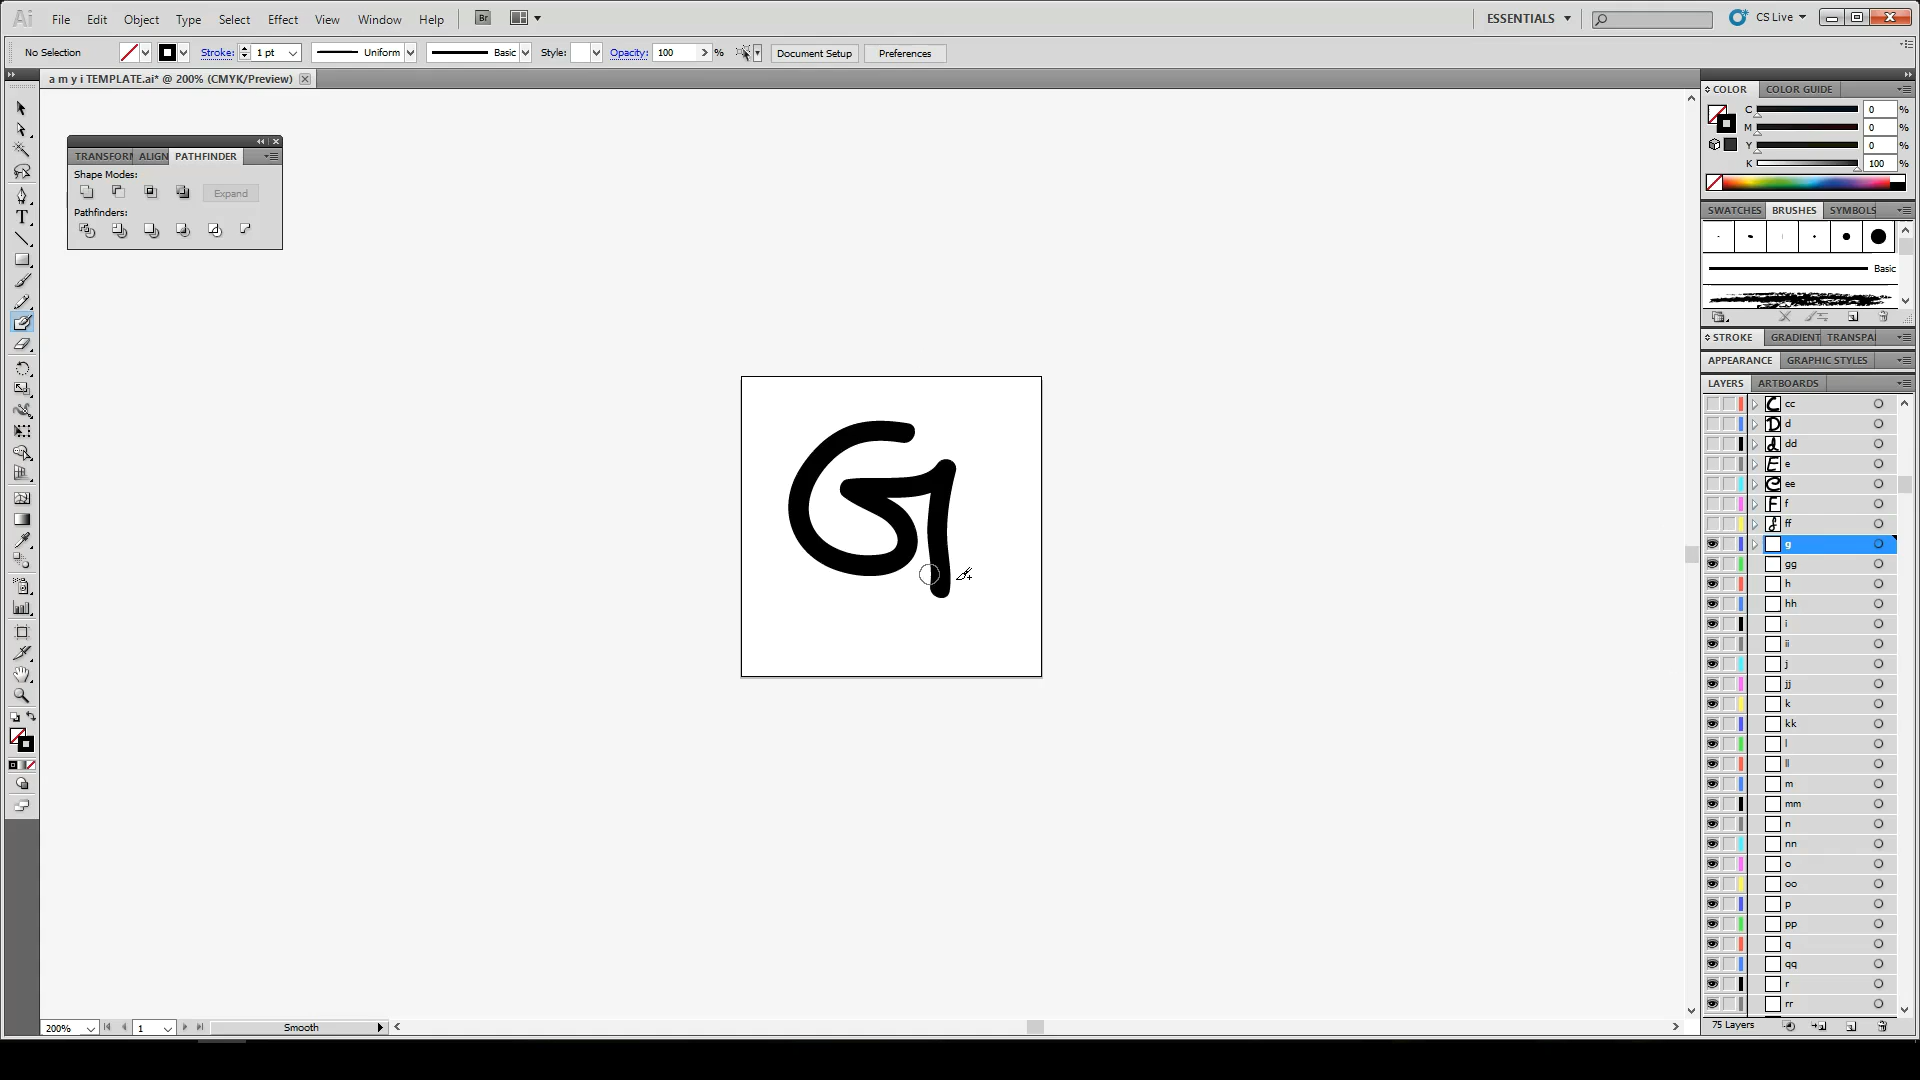 Ai File Edit Object Type Select Effect View Window Help Br ESSENTIALS CS Live
No Selection Stroke: 1 pt Uniform Basic Style: Opacity: 100 % Document Setup Preferences
a m y i TEMPLATE.ai* @ 200% (CMYK/Preview)
TRANSFORM ALIGN PATHFINDER
Shape Modes:
Expand
Pathfinders:
G
COLOR COLOR GUIDE
C 0 %
M 0 %
Y 0 %
K 100 %
SWATCHES BRUSHES SYMBOLS
Basic
STROKE GRADIENT TRANSPA
APPEARANCE GRAPHIC STYLES
LAYERS ARTBOARDS
cc
d
dd
e
ee
f
ff
g
gg
h
hh
i
ii
j
jj
k
kk
l
ll
m
mm
n
nn
o
oo
p
pp
q
qq
r
rr
75 Layers
200% 1 Smooth